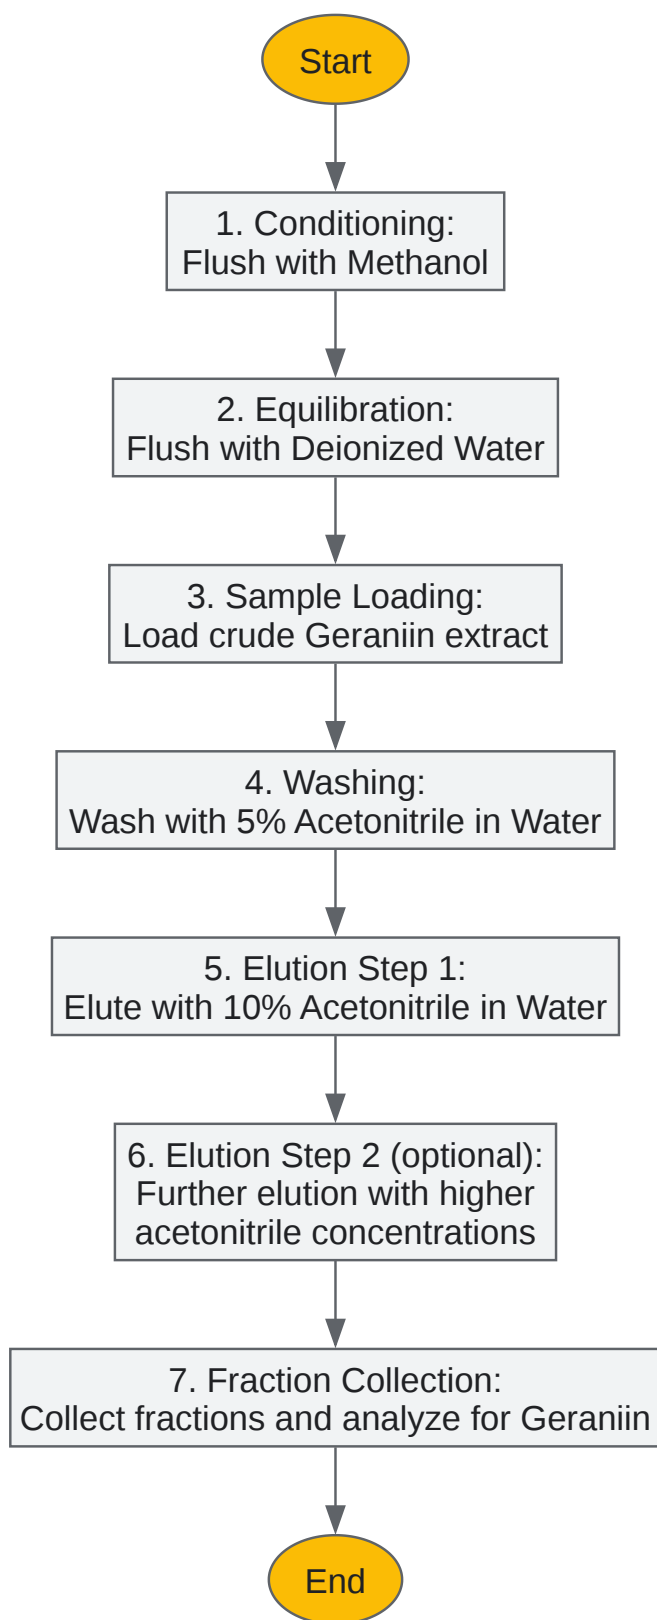 Start
1. Conditioning:
Flush with Methanol
2. Equilibration:
Flush with Deionized Water
3. Sample Loading:
Load crude Geraniin extract
4. Washing:
Wash with 5% Acetonitrile in Water
5. Elution Step 1:
Elute with 10% Acetonitrile in Water
6. Elution Step 2 (optional):
Further elution with higher
acetonitrile concentrations
7. Fraction Collection:
Collect fractions and analyze for Geraniin
End